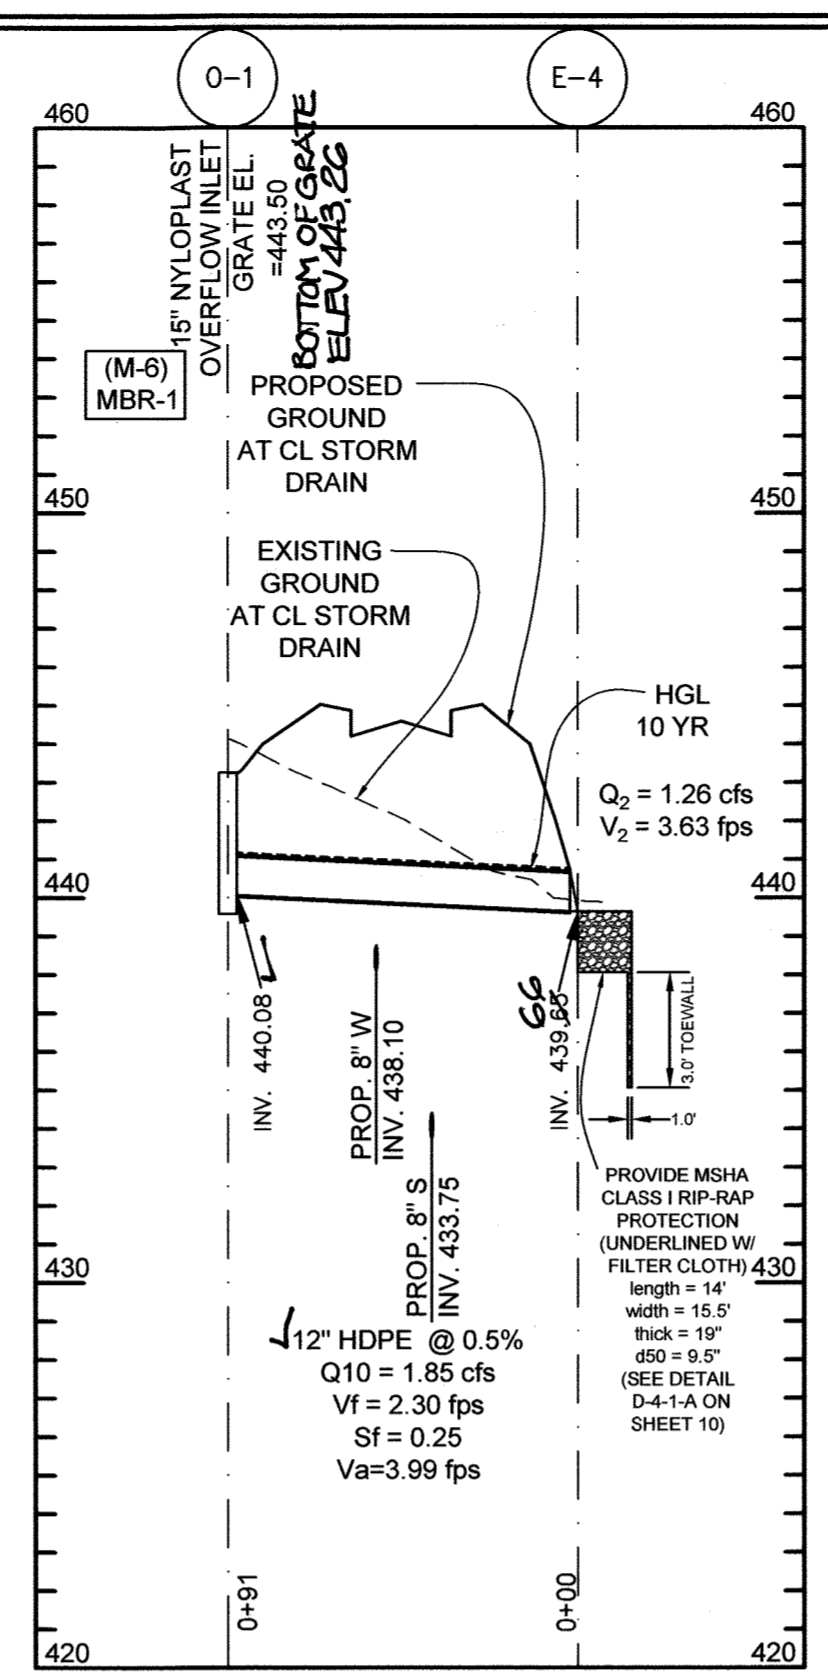 O-1
E-4
460
460
15" NYLOPLAST
OVERFLOW INLET
GRATE EL.
=443.50
BOTTOM OF GRATE
ELEV 443.26
(M-6)
MBR-1
PROPOSED
GROUND
AT CL STORM
DRAIN
450
450
EXISTING
GROUND
AT CL STORM
DRAIN
HGL
10 YR
Q2 = 1.26 cfs
V2 = 3.63 fps
440
440
INV. 440.08
PROP. 8" W
INV. 438.10
PROP. 8" S
INV. 433.75
66
INV. 439.65
3.0' TOEWALL
1.0'
PROVIDE MSHA
CLASS I RIP-RAP
PROTECTION
(UNDERLINED W/
FILTER CLOTH)
length = 14'
width = 15.5'
thick = 19"
d50 = 9.5"
(SEE DETAIL
D-4-1-A ON
SHEET 10)
430
430
12" HDPE @ 0.5%
Q10 = 1.85 cfs
Vf = 2.30 fps
Sf = 0.25
Va=3.99 fps
0+91
0+00
420
420